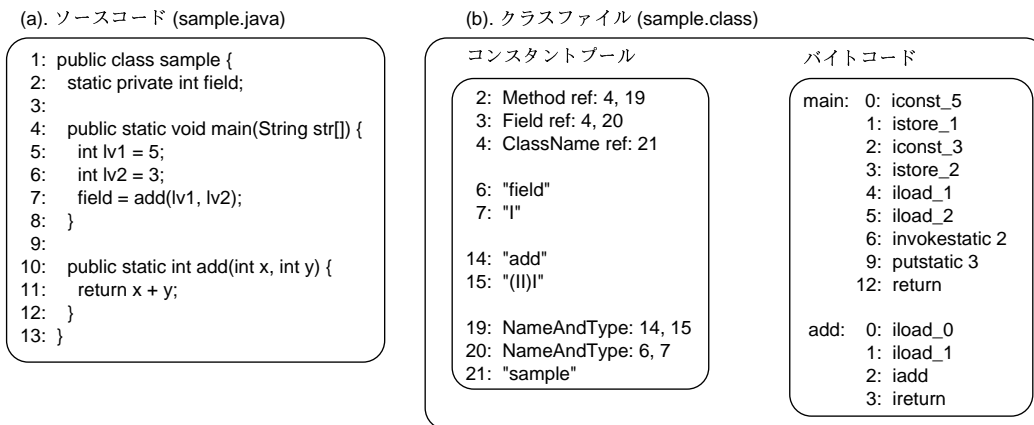 (a). ソースコード (sample.java)
1: public class sample {
2: static private int field;
3:
4: public static void main(String str[]) {
5: int lv1 = 5;
6: int lv2 = 3;
7: field = add(lv1, lv2);
8: }
9:
10: public static int add(int x, int y) {
11: return x + y;
12: }
13: }
(b). クラスファイル (sample.class)
コンスタントプール
2: Method ref: 4, 19
3: Field ref: 4, 20
4: ClassName ref: 21
6: "field"
7: "I"
14: "add"
15: "(II)I"
19: NameAndType: 14, 15
20: NameAndType: 6, 7
21: "sample"
バイトコード
main: 0: iconst_5
1: istore_1
2: iconst_3
3: istore_2
4: iload_1
5: iload_2
6: invokestatic 2
9: putstatic 3
12: return
add: 0: iload_0
1: iload_1
2: iadd
3: ireturn